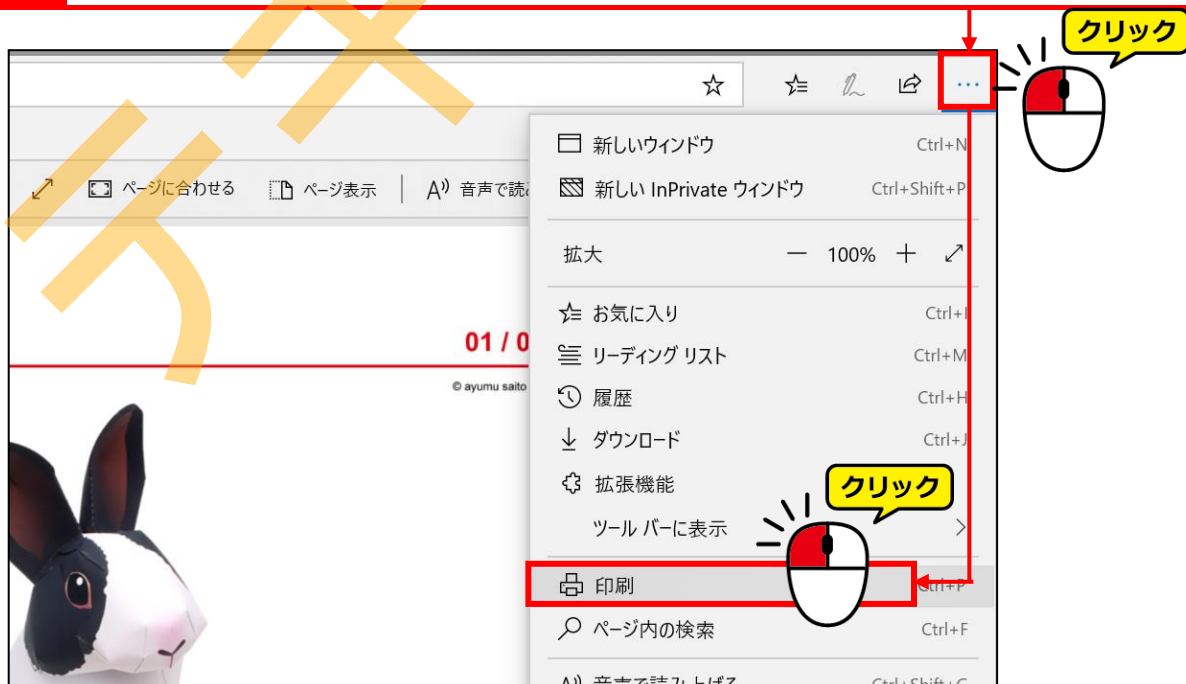 クリック
新しいウィンドウ Ctrl+N
ページに合わせる ページ表示 A 音声で読
新しい InPrivate ウィンドウ Ctrl+Shift+P
拡大 — 100% +
お気に入り Ctrl+I
01 / 0
リーディング リスト Ctrl+M
© ayumu saito
履歴 Ctrl+H
ダウンロード Ctrl+J
拡張機能
クリック
ツール バーに表示 >
印刷 Ctrl+P
ページ内の検索 Ctrl+F